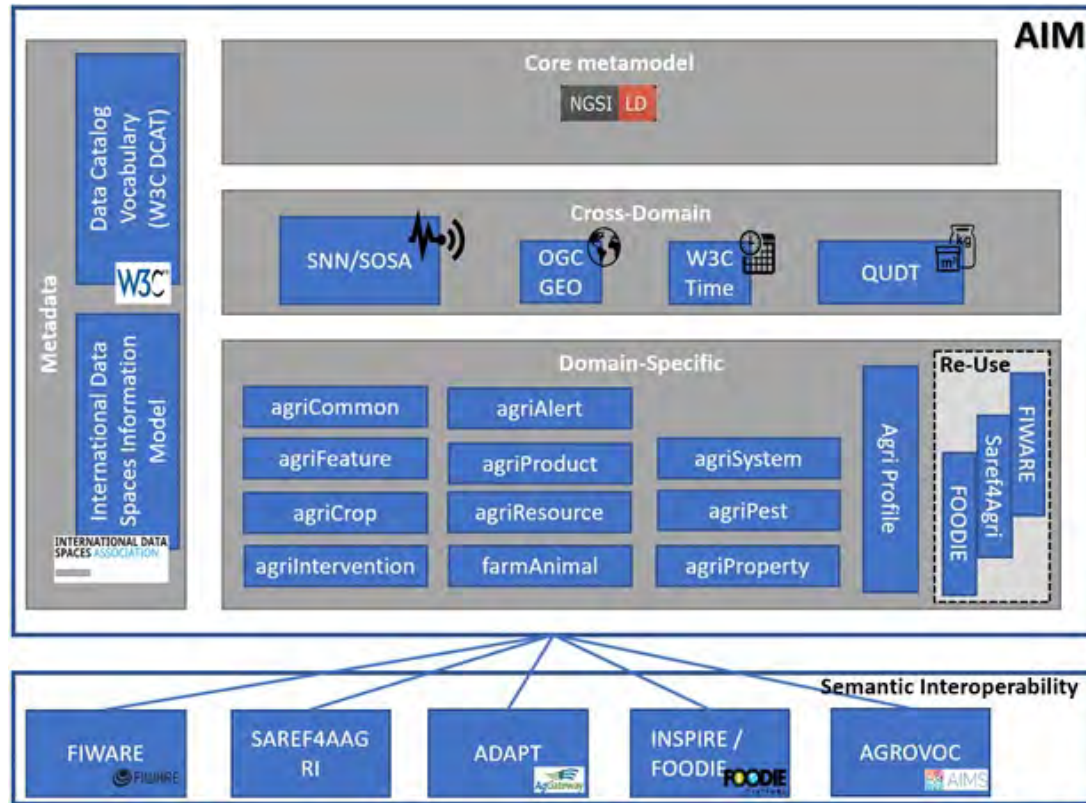 AIM
Metadata
Data Catalog
Vocabulary
(W3C DCAT)
W3C
International Data
Spaces Information
Model
INTERNATIONAL DATA
SPACES ASSOCIATION
Core metamodel
NGSI LD
Cross-Domain
SNN/SOSA
OGC
GEO
W3C
Time
QUDT
kg
m³
Domain-Specific
agriCommon
agriFeature
agriCrop
agriIntervention
agriAlert
agriProduct
agriResource
farmAnimal
agriSystem
agriPest
agriProperty
Agri Profile
Re-Use
FOODIE
Saref4Agri
FIWARE
Semantic Interoperability
FIWARE
FIWARE
SAREF4AAG
RI
ADAPT
AgGateway
INSPIRE /
FOODIE
FOODIE
AGROVOC
AIMS